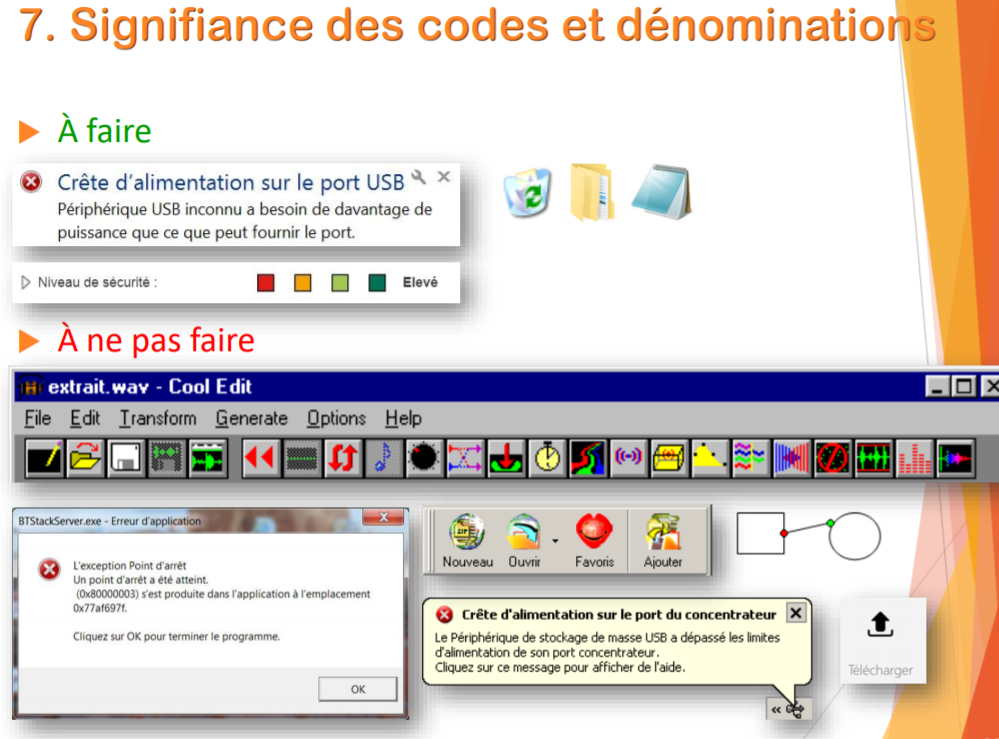 7. Signifiance des codes et dénominations
À faire
Crête d'alimentation sur le port USB
Périphérique USB inconnu a besoin de davantage de
puissance que ce que peut fournir le port.
Niveau de sécurité :
Elevé
À ne pas faire
extrait.wav - Cool Edit
File Edit Transform Generate Options Help
BTStackServer.exe - Erreur d'application
L'exception Point d'arrêt
Un point d'arrêt a été atteint.
(0x80000003) s'est produite dans l'application à l'emplacement
0x77af697f.
Cliquez sur OK pour terminer le programme.
OK
ZIP
Nouveau Ouvrir Favoris Ajouter
Crête d'alimentation sur le port du concentrateur
Le Périphérique de stockage de masse USB a dépassé les limites
d'alimentation de son port concentrateur.
Cliquez sur ce message pour afficher de l'aide.
Télécharger